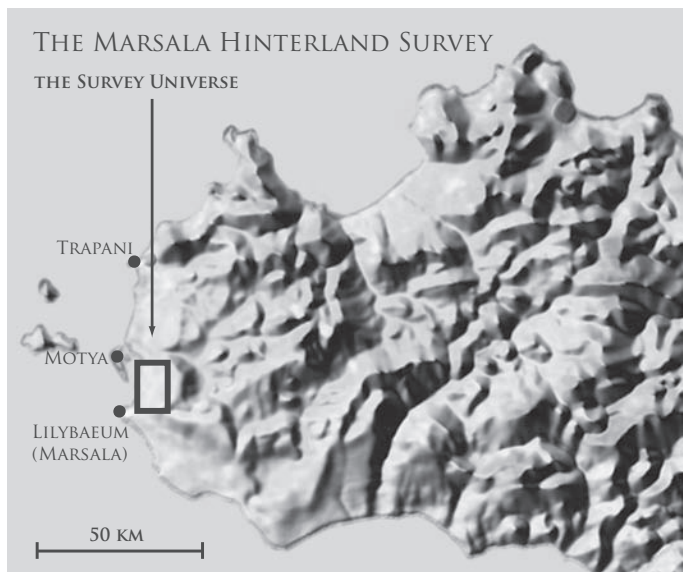 The Marsala Hinterland Survey
the Survey Universe
Trapani
Motya
Lilybaeum
(Marsala)
50 km